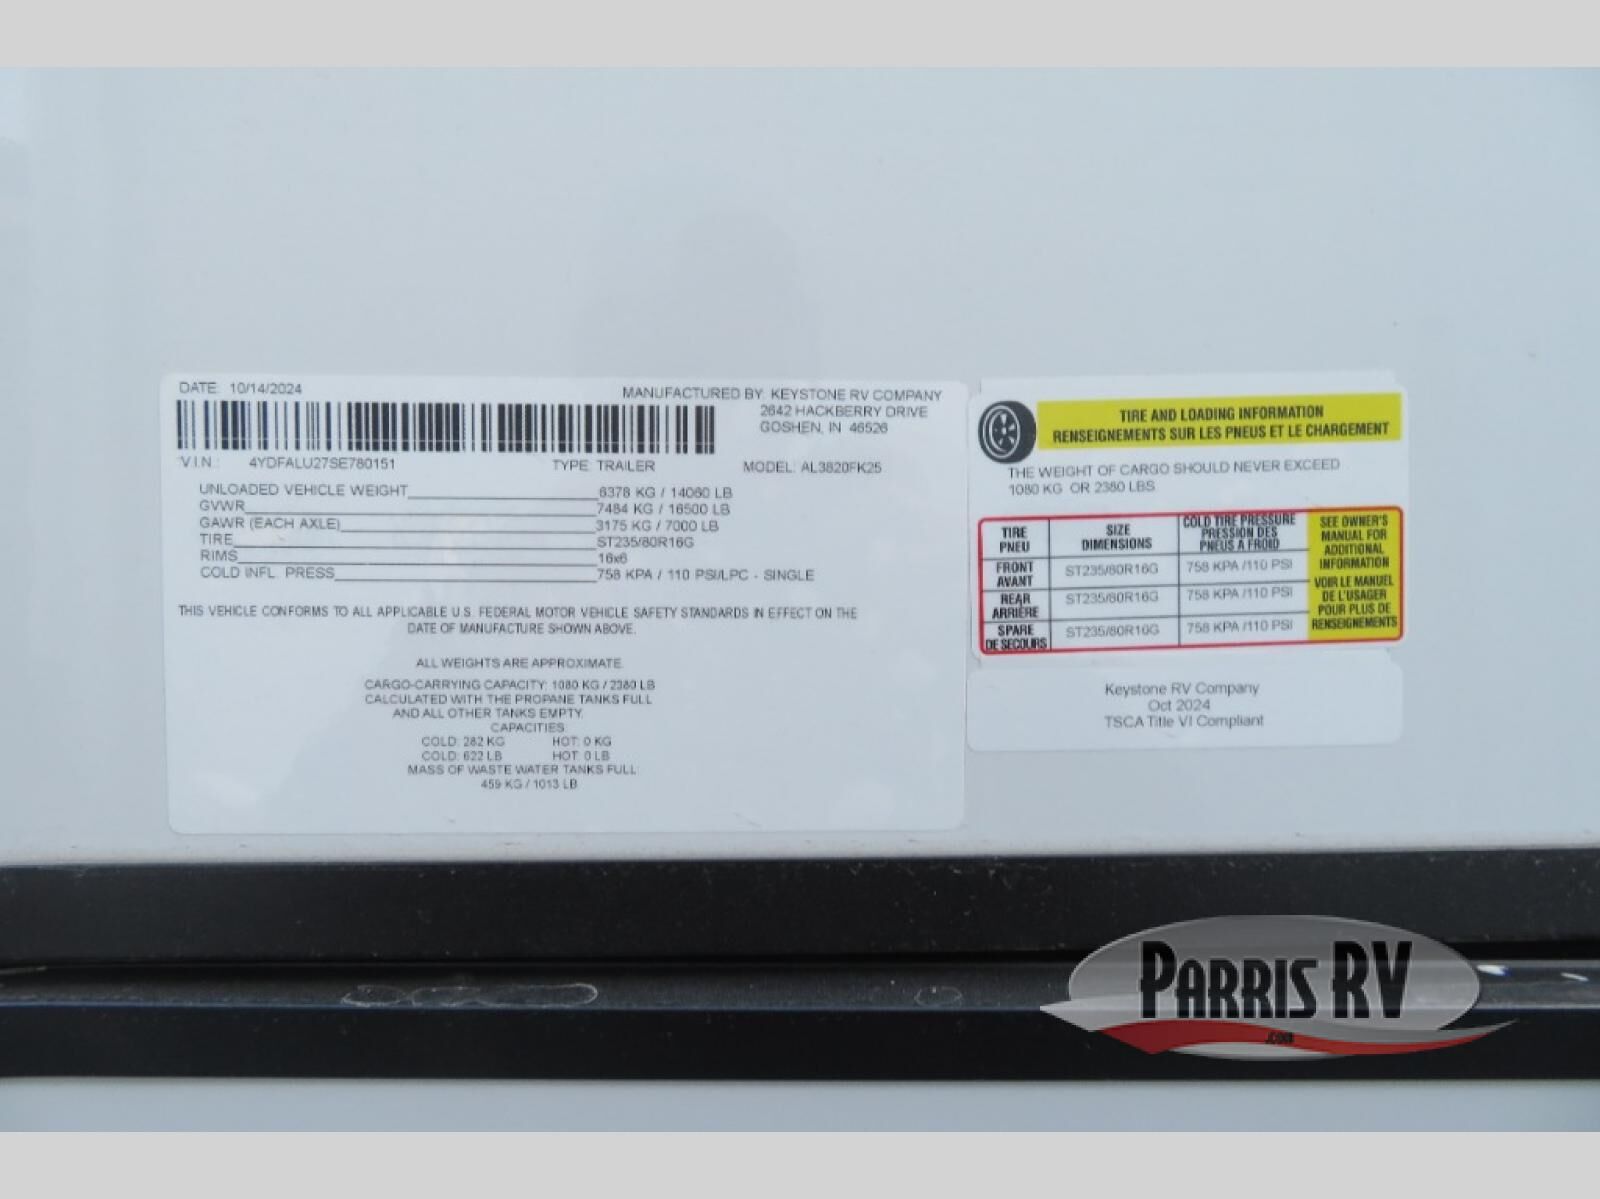 DATE: 10/14/2024
MANUFACTURED BY: KEYSTONE RV COMPANY
2642 HACKBERRY DRIVE
GOSHEN, IN 46526
V.I.N.: 4YDFALU27SE780151 TYPE: TRAILER MODEL: AL3820FK25
UNLOADED VEHICLE WEIGHT 6378 KG / 14060 LB
GVWR 7484 KG / 16500 LB
GAWR (EACH AXLE) 3175 KG / 7000 LB
TIRE ST235/80R16G
RIMS 16x6
COLD INFL. PRESS 758 KPA / 110 PSI/LPC - SINGLE
THIS VEHICLE CONFORMS TO ALL APPLICABLE U.S. FEDERAL MOTOR VEHICLE SAFETY STANDARDS IN EFFECT ON THE
DATE OF MANUFACTURE SHOWN ABOVE.
ALL WEIGHTS ARE APPROXIMATE.
CARGO-CARRYING CAPACITY: 1080 KG / 2380 LB
CALCULATED WITH THE PROPANE TANKS FULL
AND ALL OTHER TANKS EMPTY.
CAPACITIES:
COLD: 282 KG HOT: 0 KG
COLD: 622 LB HOT: 0 LB
MASS OF WASTE WATER TANKS FULL:
459 KG / 1013 LB
TIRE AND LOADING INFORMATION
RENSEIGNEMENTS SUR LES PNEUS ET LE CHARGEMENT
THE WEIGHT OF CARGO SHOULD NEVER EXCEED
1080 KG OR 2380 LBS
TIRE
PNEU
SIZE
DIMENSIONS
COLD TIRE PRESSURE
PRESSION DES
PNEUS A FROID
FRONT
AVANT
ST235/80R16G
758 KPA /110 PSI
REAR
ARRIÈRE
ST235/80R16G
758 KPA /110 PSI
SPARE
DE SECOURS
ST235/80R16G
758 KPA /110 PSI
SEE OWNER'S
MANUAL FOR
ADDITIONAL
INFORMATION
VOIR LE MANUEL
DE L'USAGER
POUR PLUS DE
RENSEIGNEMENTS
Keystone RV Company
Oct 2024
TSCA Title VI Compliant
PARRIS RV
.COM